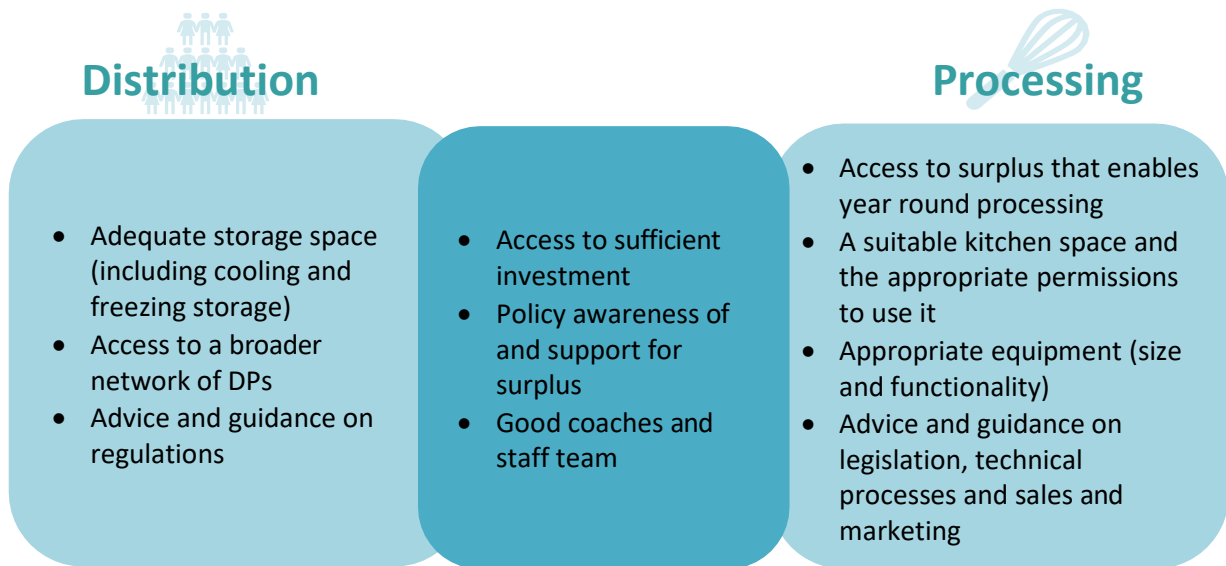 Distribution
• Adequate storage space
(including cooling and
freezing storage)
• Access to a broader
network of DPs
• Advice and guidance on
regulations
• Access to sufficient
investment
• Policy awareness of
and support for
surplus
• Good coaches and
staff team
Processing
• Access to surplus that enables
year round processing
• A suitable kitchen space and
the appropriate permissions
to use it
• Appropriate equipment (size
and functionality)
• Advice and guidance on
legislation, technical
processes and sales and
marketing